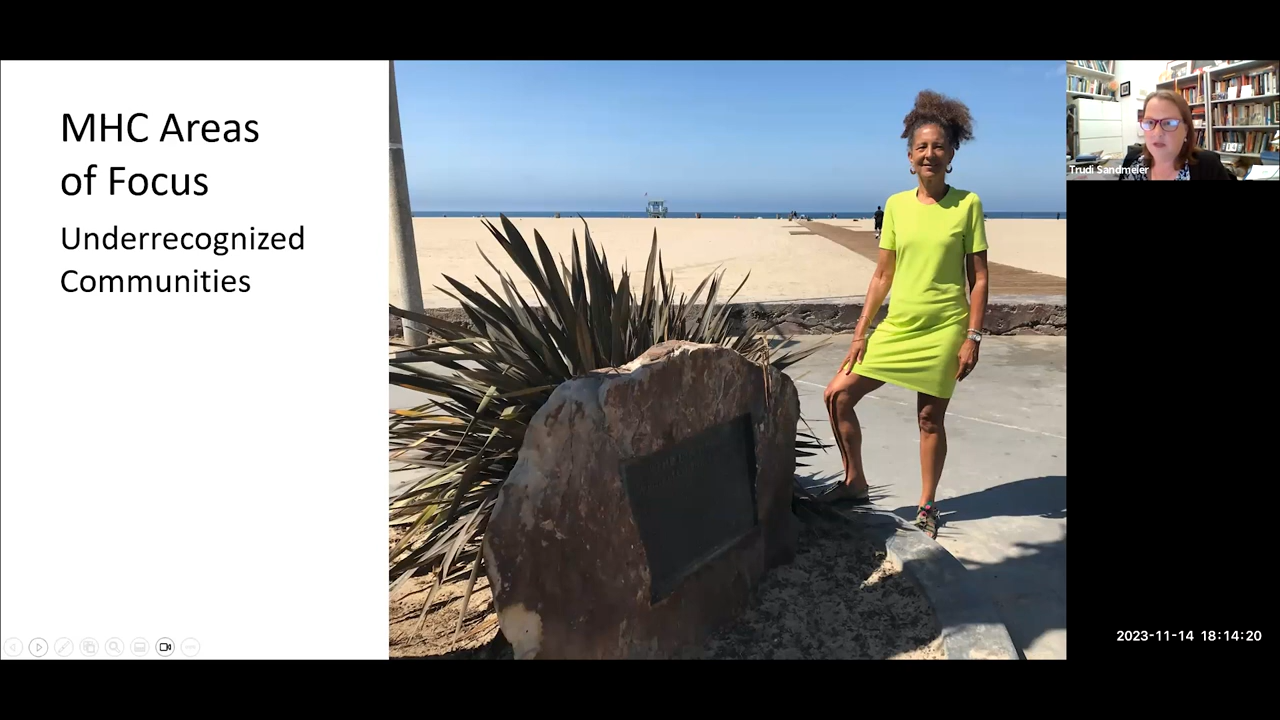 MHC Areas
of Focus
Underrecognized
Communities
Trudi Sandmeier
2023-11-14 18:14:20